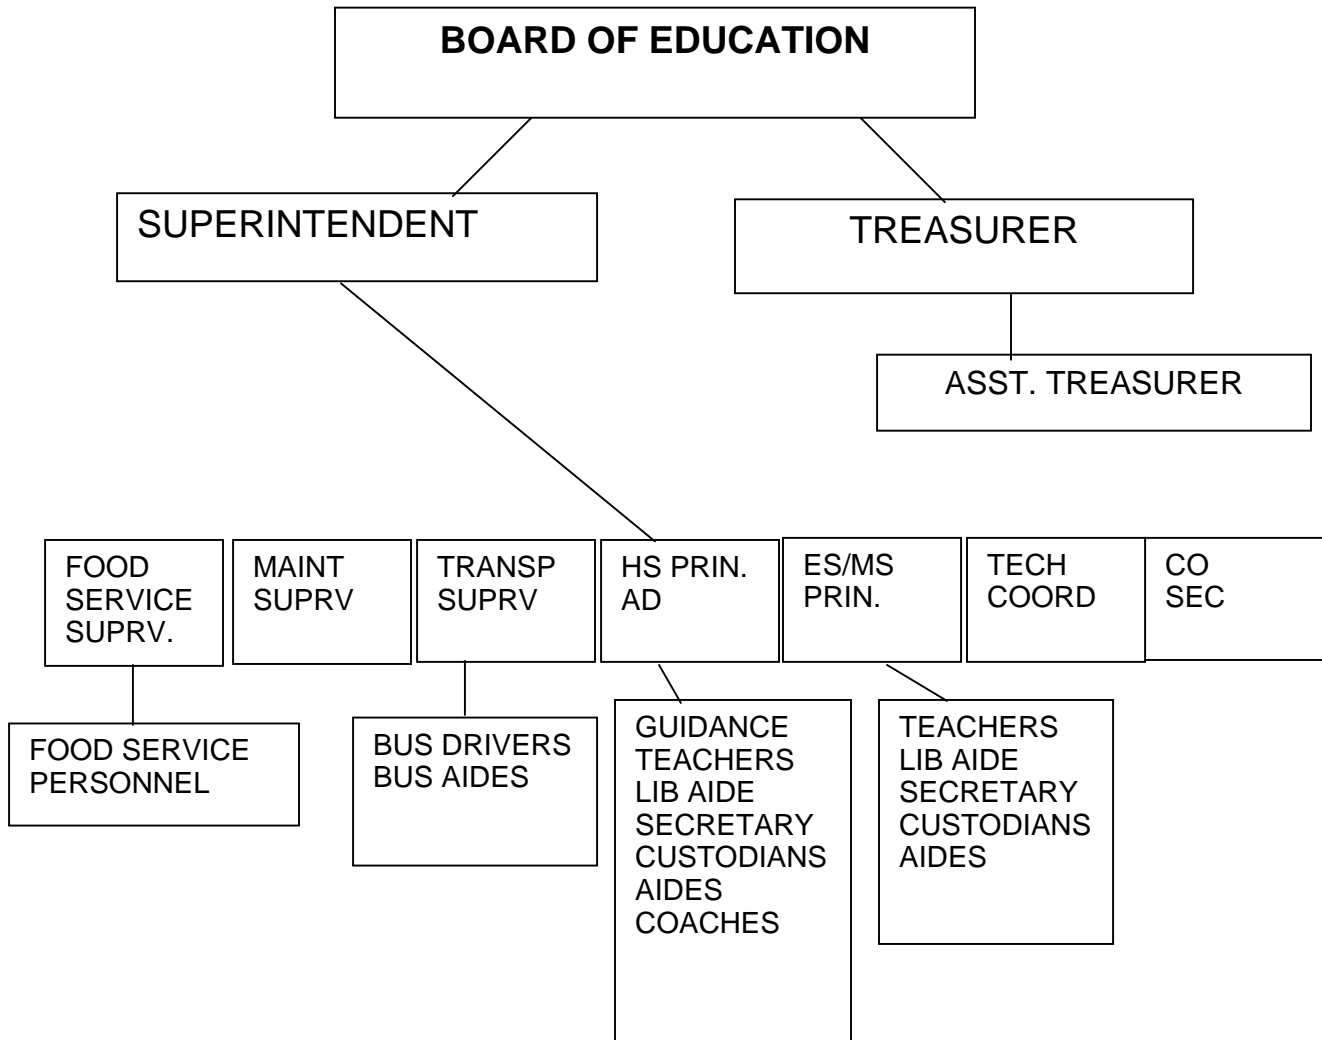 BOARD OF EDUCATION
SUPERINTENDENT
TREASURER
ASST. TREASURER
FOOD
SERVICE
SUPRV.
MAINT
SUPRV
TRANSP
SUPRV
HS PRIN.
AD
ES/MS
PRIN.
TECH
COORD
CO
SEC
FOOD SERVICE
PERSONNEL
BUS DRIVERS
BUS AIDES
GUIDANCE
TEACHERS
LIB AIDE
SECRETARY
CUSTODIANS
AIDES
COACHES
TEACHERS
LIB AIDE
SECRETARY
CUSTODIANS
AIDES